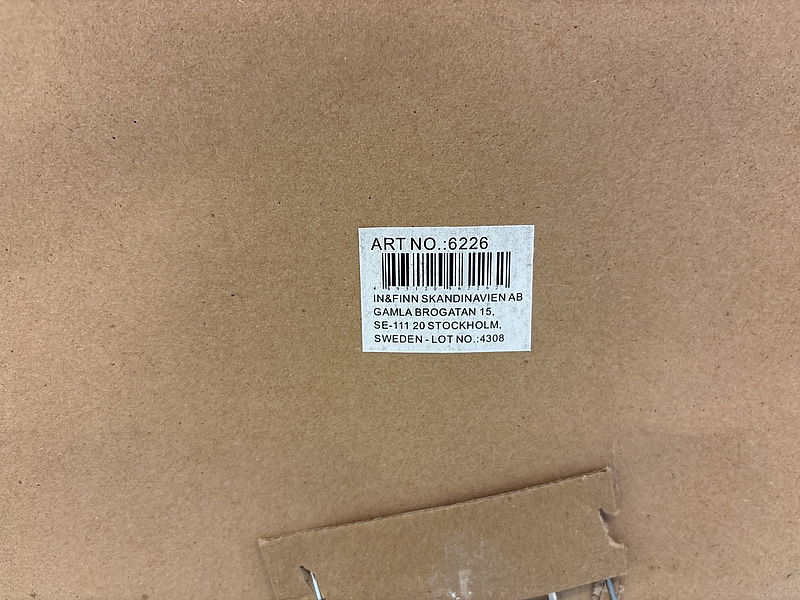 ART NO.:6226
IN&FINN SKANDINAVIEN AB
GAMLA BROGATAN 15,
SE-111 20 STOCKHOLM,
SWEDEN - LOT NO.:4308